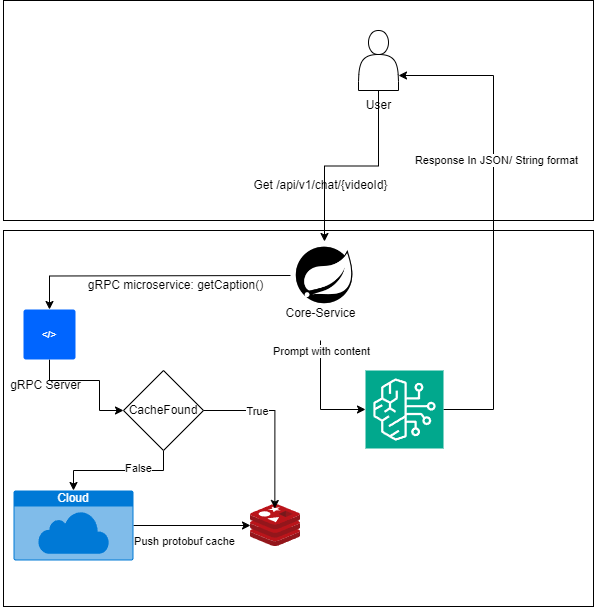 User
Response In JSON/ String format
Get /api/v1/chat/{videoId}
gRPC microservice: getCaption()
Core-Service
</>
Prompt with content
gRPC Server
CacheFound
True
False
Cloud
Push protobuf cache